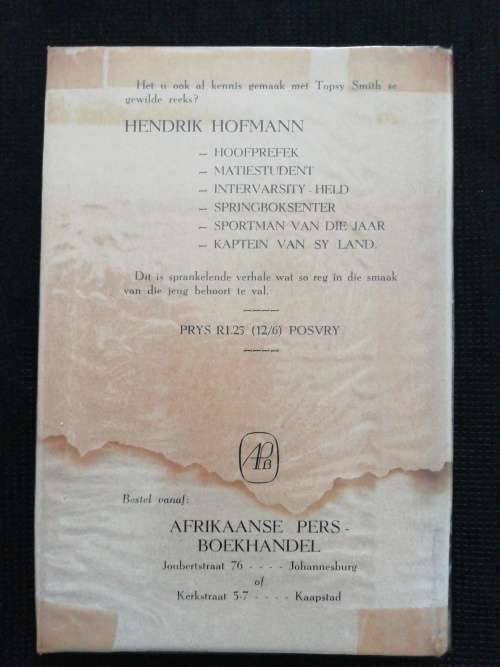 Het u ook al kennis gemaak met Topsy Smith se
gewilde reeks?
HENDRIK HOFMANN
— HOOFPREFEK
— MATIESTUDENT
— INTERVARSITY-HELD
— SPRINGBOKSENTER
— SPORTMAN VAN DIE JAAR
— KAPTEIN VAN SY LAND.
Dit is sprankelende verhale wat so reg in die smaak
van die jeug behoort te val.
————
PRYS R1.25 (12/6) POSVRY
————
APB
Bestel vanaf:
AFRIKAANSE PERS-
BOEKHANDEL
Joubertstraat 76 - - - - Johannesburg
of
Kerkstraat 3-7 - - - - Kaapstad